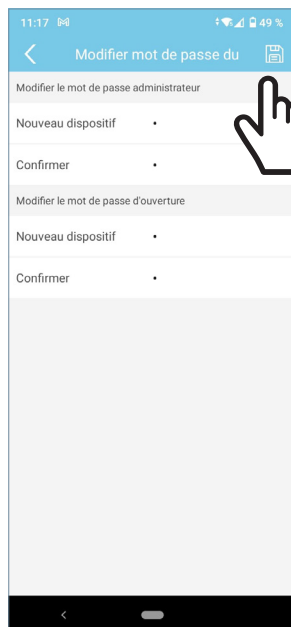 11:17 49 %
Modifier mot de passe du
Modifier le mot de passe administrateur
Nouveau dispositif •
Confirmer •
Modifier le mot de passe d'ouverture
Nouveau dispositif •
Confirmer •